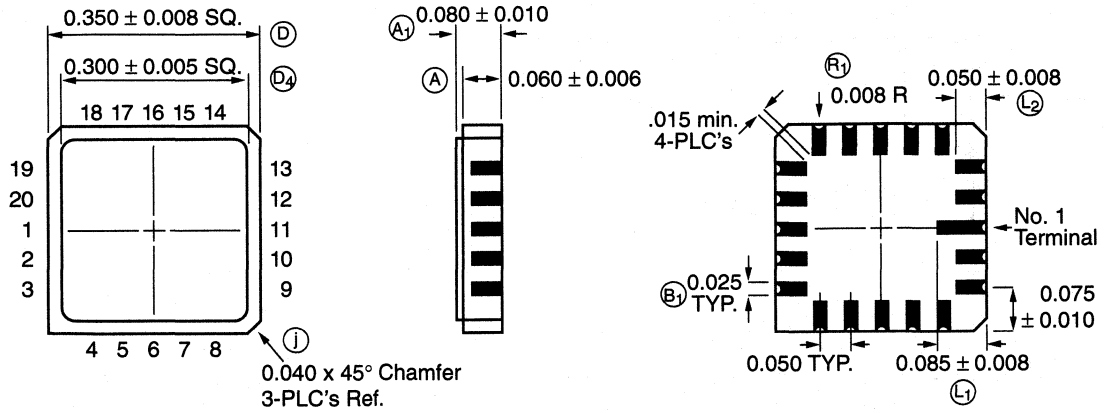 0.350 ± 0.008 SQ.
D
0.300 ± 0.005 SQ.
D4
18 17 16 15 14
19
20
1
2
3
13
12
11
10
9
4 5 6 7 8
j
0.040 x 45° Chamfer
3-PLC's Ref.
0.080 ± 0.010
A1
A
0.060 ± 0.006
R1
0.008 R
0.050 ± 0.008
L2
.015 min.
4-PLC's
No. 1
Terminal
B1
0.025
TYP.
0.075
± 0.010
0.050 TYP.
0.085 ± 0.008
L1